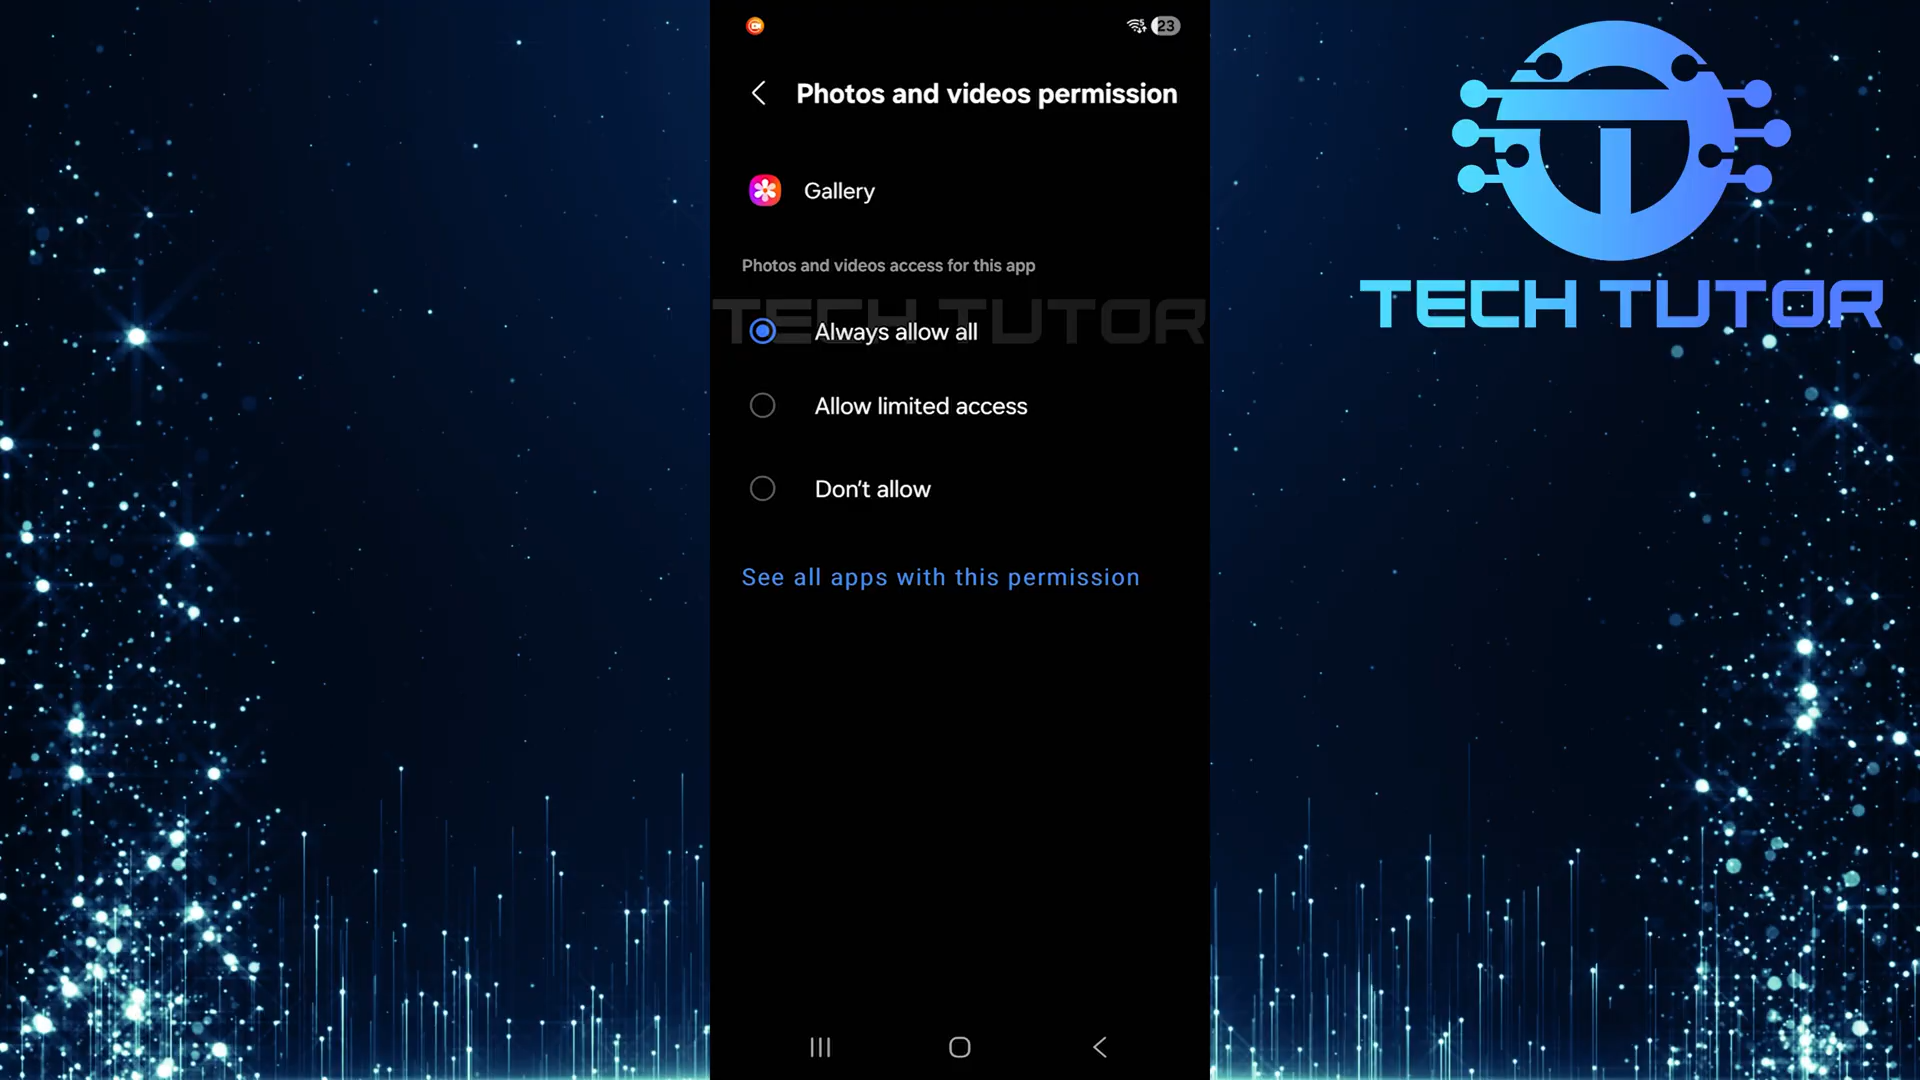 23
Photos and videos permission
Gallery
Photos and videos access for this app
TECH TUTOR
Always allow all
Allow limited access
Don't allow
See all apps with this permission
TECH TUTOR